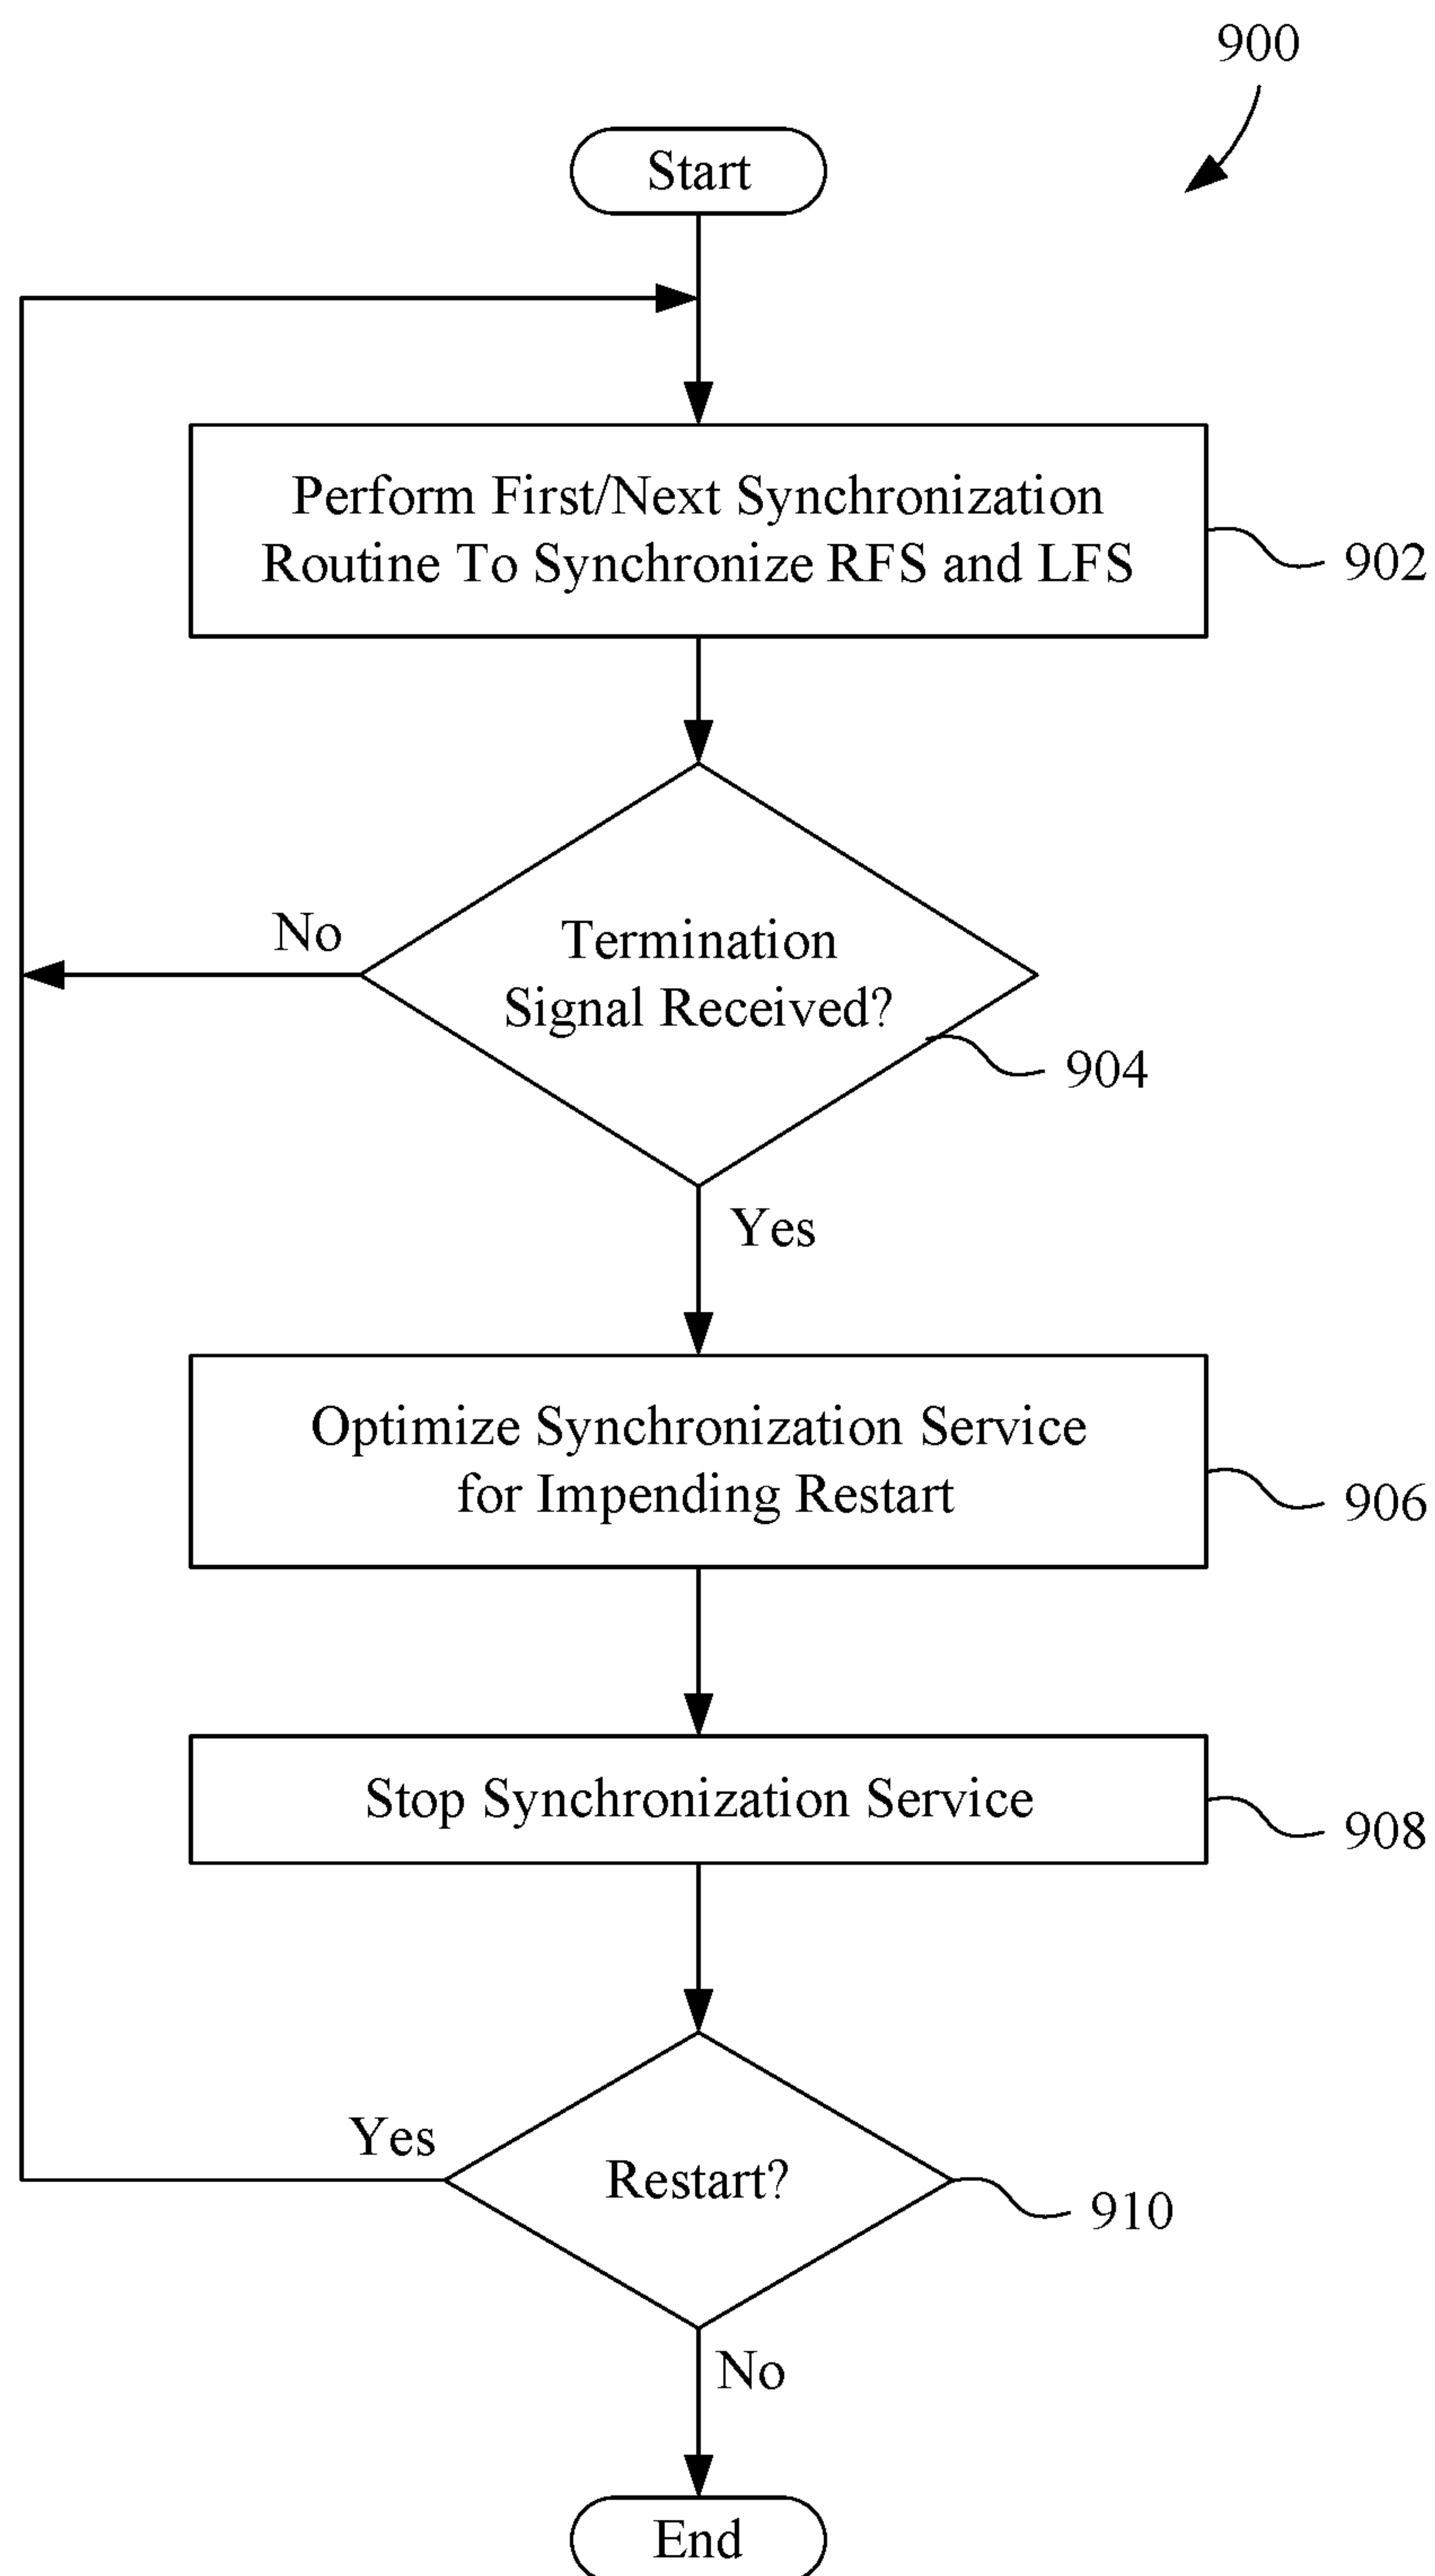 900
Start
Perform First/Next Synchronization
Routine To Synchronize RFS and LFS
902
No
Termination
Signal Received?
904
Yes
Optimize Synchronization Service
for Impending Restart
906
Stop Synchronization Service
908
Yes
Restart?
910
No
End